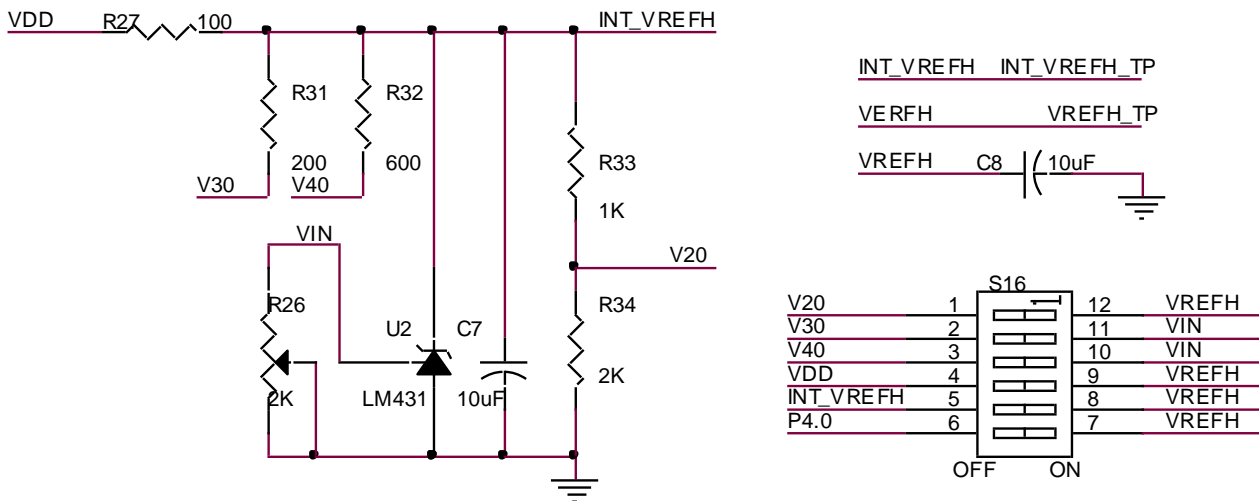 VDD R27 100 INT_VREFH
R31 R32
200 600
V30 V40
R33
1K
VIN
V20
R26
2K
U2 C7
LM431 10uF
R34
2K
INT_VREFH INT_VREFH_TP
VERFH VREFH_TP
VREFH C8 10uF
S16
V20 1 12 VREFH
V30 2 11 VIN
V40 3 10 VIN
VDD 4 9 VREFH
INT_VREFH 5 8 VREFH
P4.0 6 7 VREFH
OFF ON